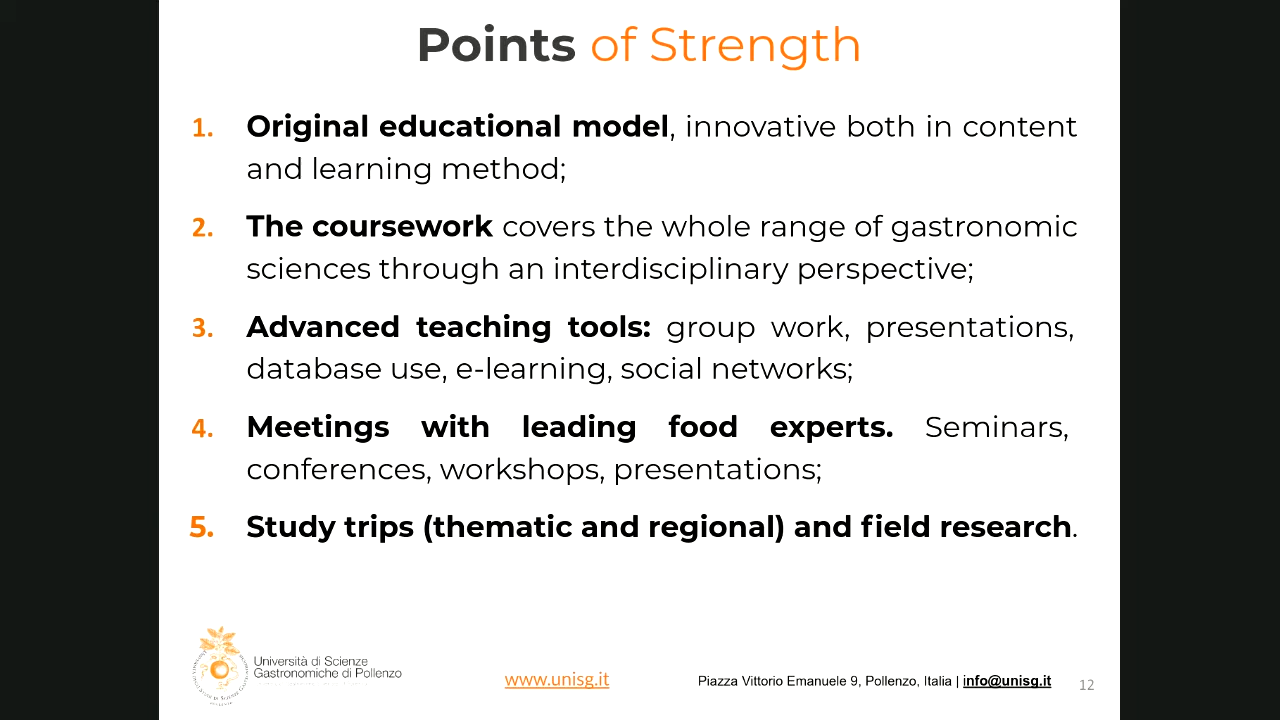 Points of Strength
1. Original educational model, innovative both in content
and learning method;
2. The coursework covers the whole range of gastronomic
sciences through an interdisciplinary perspective;
3. Advanced teaching tools: group work, presentations,
database use, e-learning, social networks;
4. Meetings with leading food experts. Seminars,
conferences, workshops, presentations;
5. Study trips (thematic and regional) and field research.
Università di Scienze
Gastronomiche di Pollenzo
www.unisg.it
Piazza Vittorio Emanuele 9, Pollenzo, Italia | info@unisg.it
12